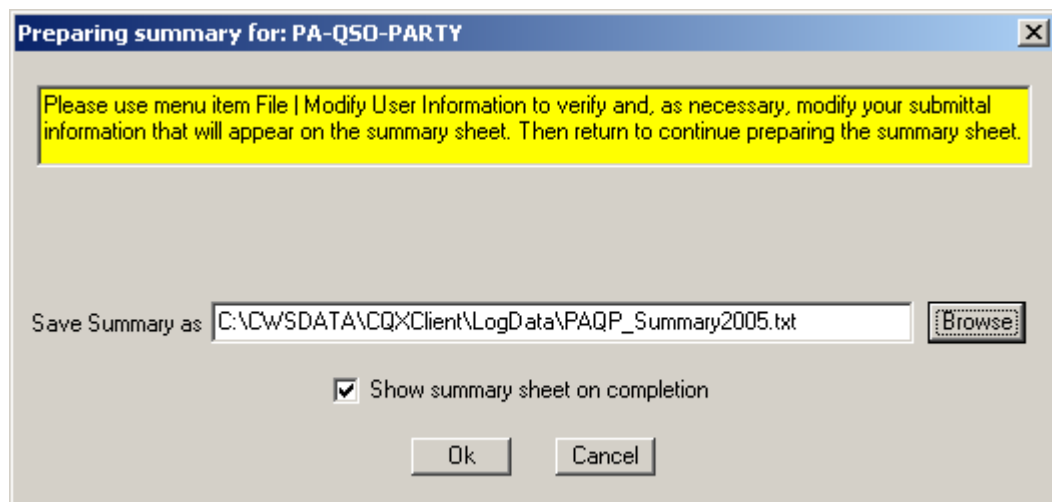 Preparing summary for: PA-QSO-PARTY
Please use menu item File | Modify User Information to verify and, as necessary, modify your submittal
information that will appear on the summary sheet. Then return to continue preparing the summary sheet.
Save Summary as C:\CWSDATA\CQXClient\LogData\PAQP_Summary2005.txt Browse
Show summary sheet on completion
Ok Cancel